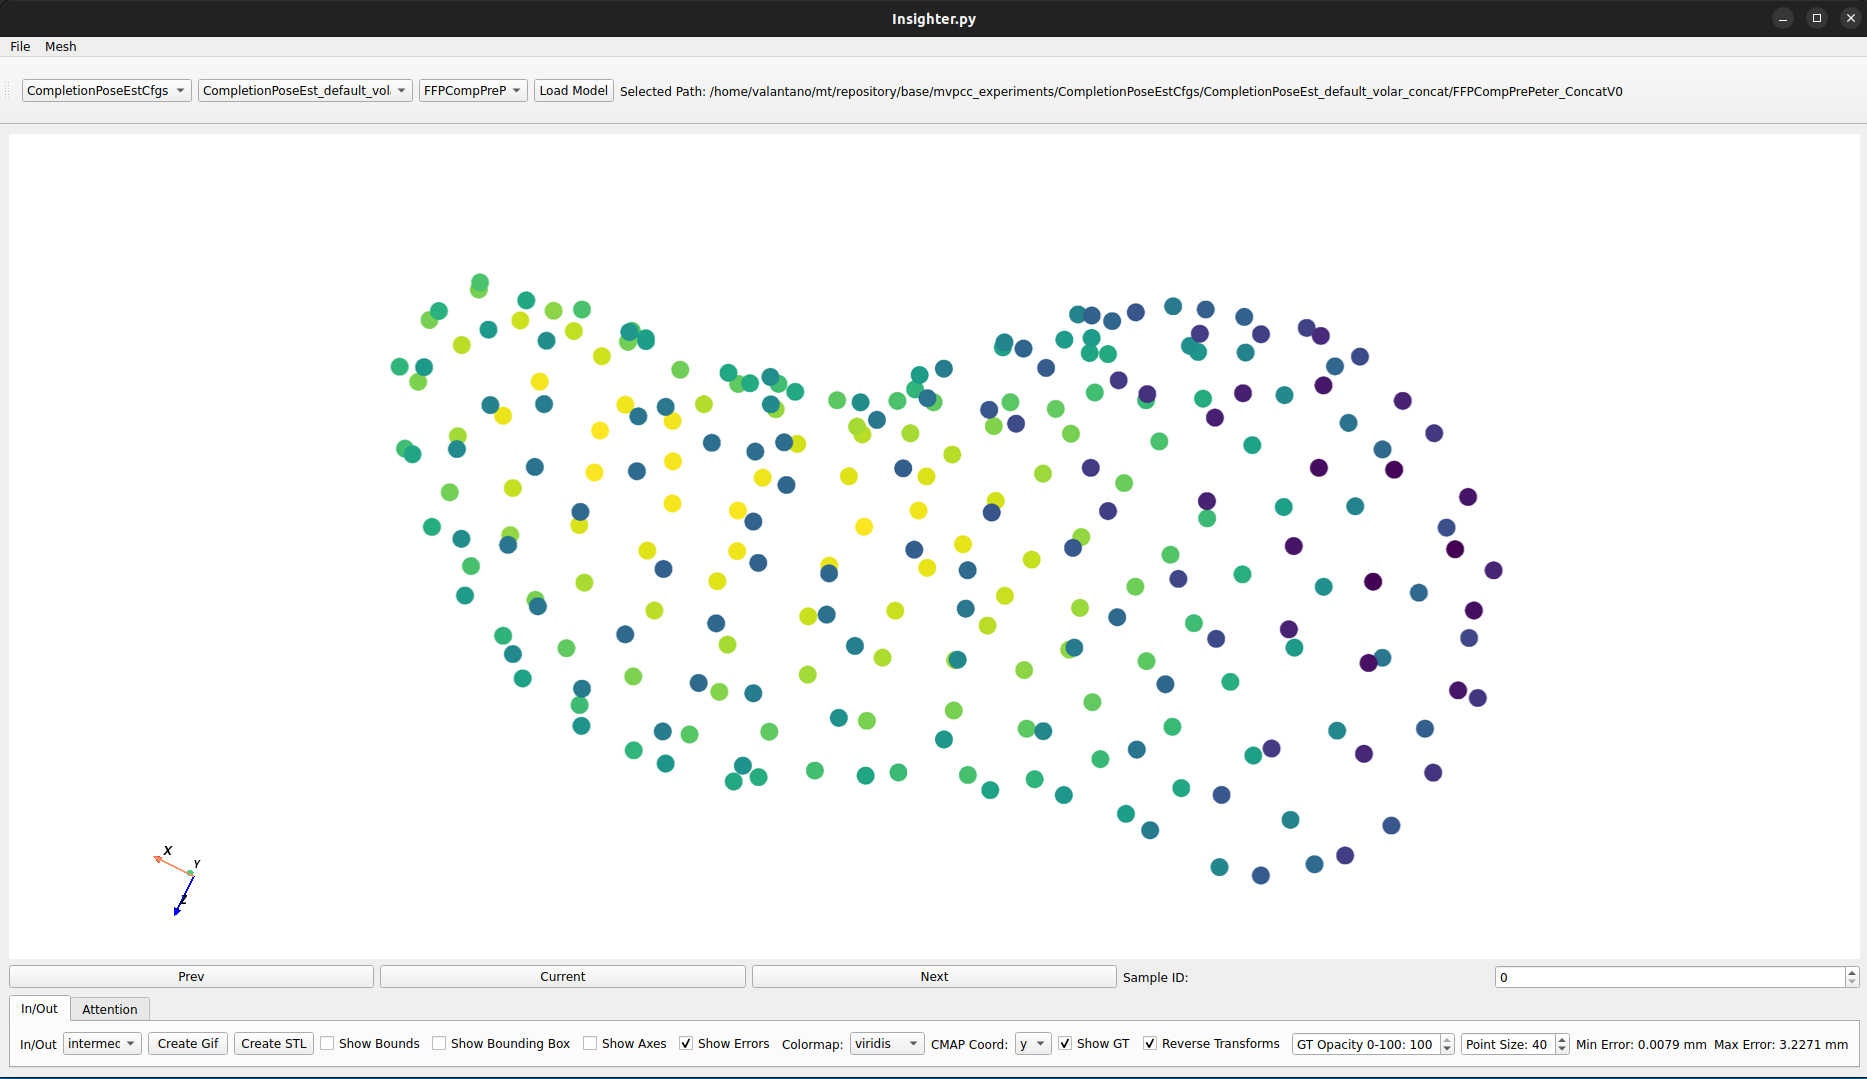 Insighter.py
File Mesh
CompletionPoseEstCfgs CompletionPoseEst_default_vol FFPCompPreP Load Model Selected Path: /home/valantano/mt/repository/base/mvpcc_experiments/CompletionPoseEstCfgs/CompletionPoseEst_default_volar_concat/FFPCompPrePeter_ConcatV0
X
Y
Z
Prev Current Next Sample ID: 0
In/Out Attention
In/Out intermec Create Gif Create STL Show Bounds Show Bounding Box Show Axes Show Errors Colormap: viridis CMAP Coord: y Show GT Reverse Transforms GT Opacity 0-100: 100 Point Size: 40 Min Error: 0.0079 mm Max Error: 3.2271 mm